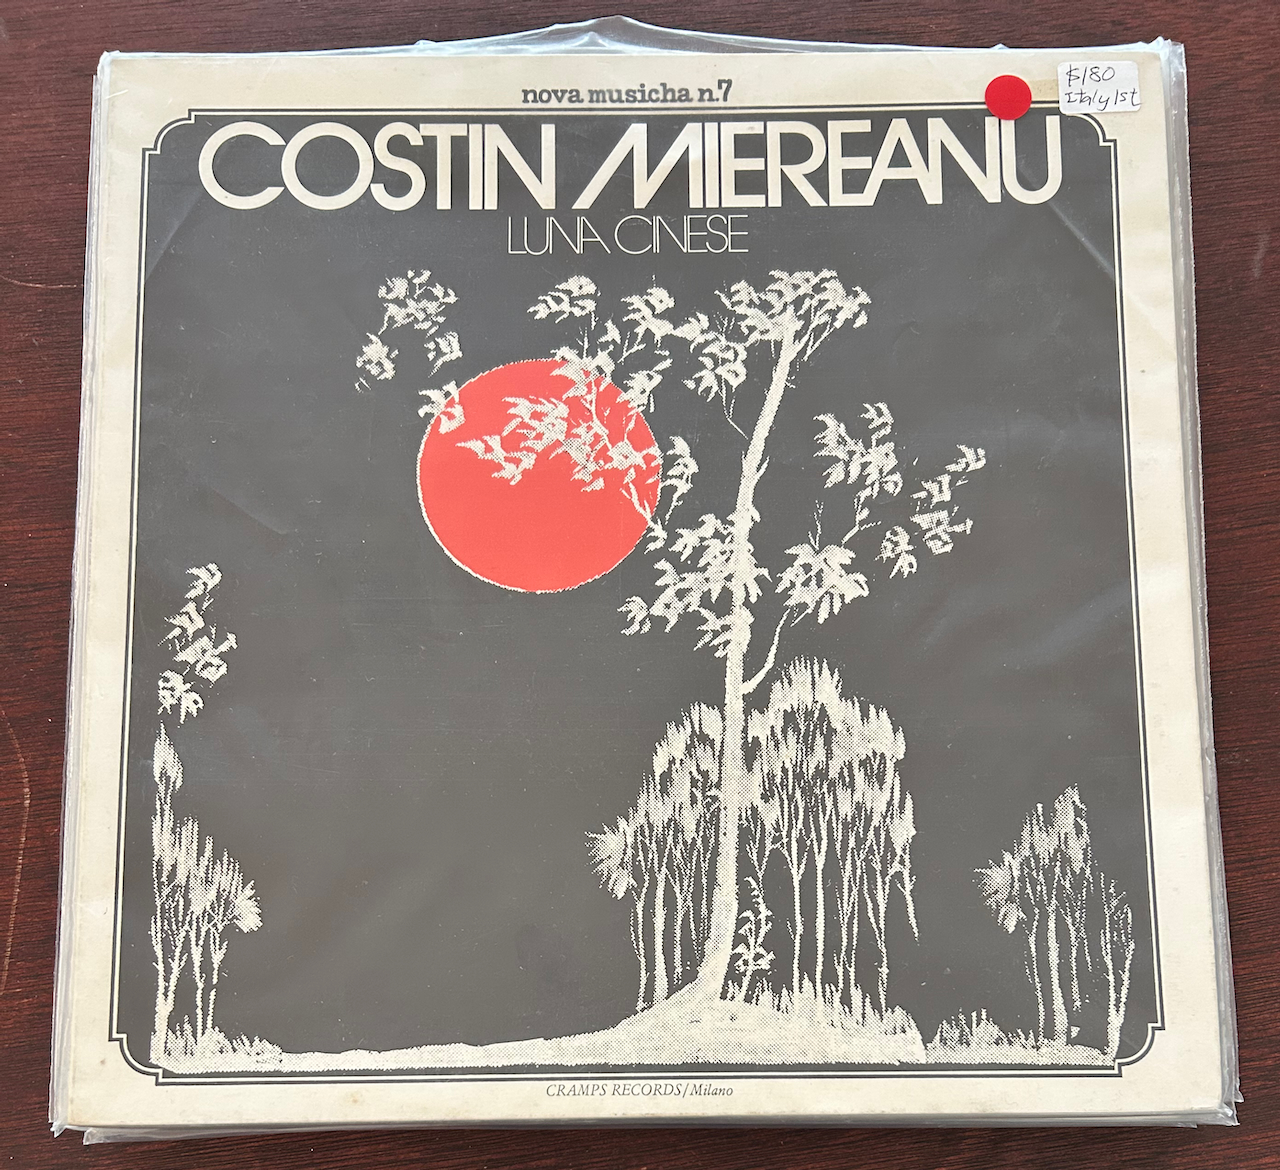 nova musicha n.7
$180
Italy 1st
COSTIN MIEREANU
LUNA CINESE
CRAMPS RECORDS/Milano